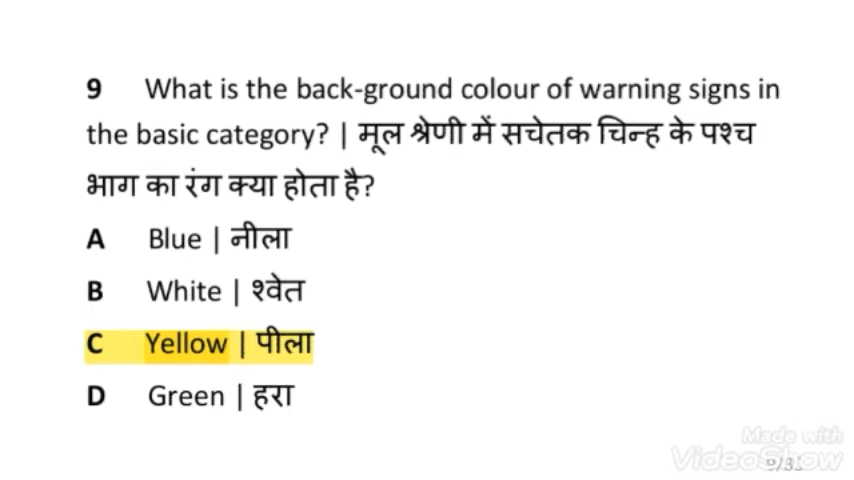 9 What is the back-ground colour of warning signs in
the basic category? | मूल श्रेणी में सचेतक चिन्ह के पश्च
भाग का रंग क्या होता है?
A Blue | नीला
B White | श्वेत
C Yellow | पीला
D Green | हरा
Made with
VideoShow